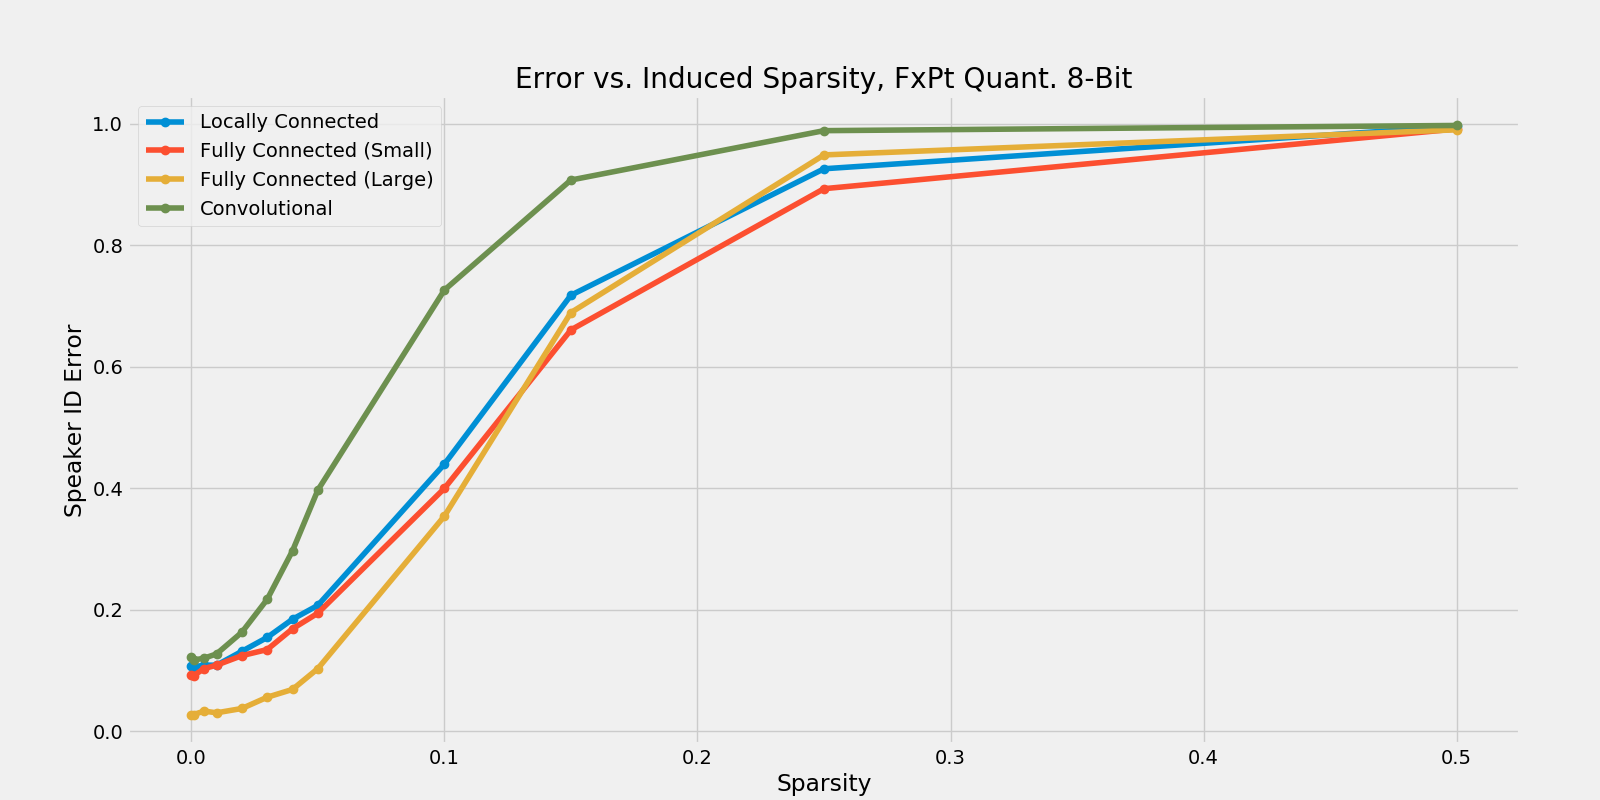 Error vs. Induced Sparsity, FxPt Quant. 8-Bit
Locally Connected
Fully Connected (Small)
Fully Connected (Large)
Convolutional
Speaker ID Error
1.0
0.8
0.6
0.4
0.2
0.0
0.0 0.1 0.2 0.3 0.4 0.5
Sparsity